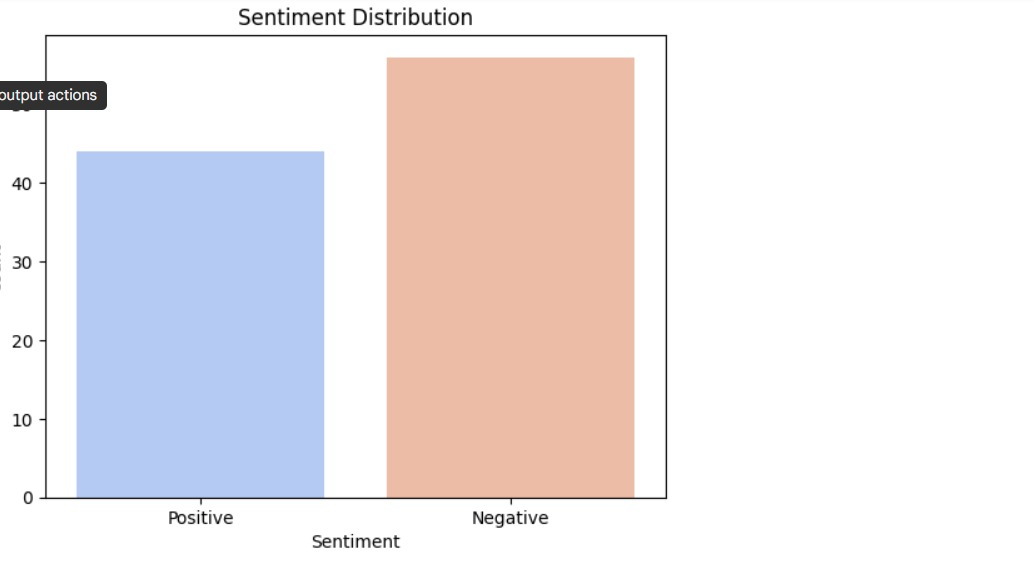 Sentiment Distribution
output actions
40
30
20
10
0
Positive Negative
Sentiment